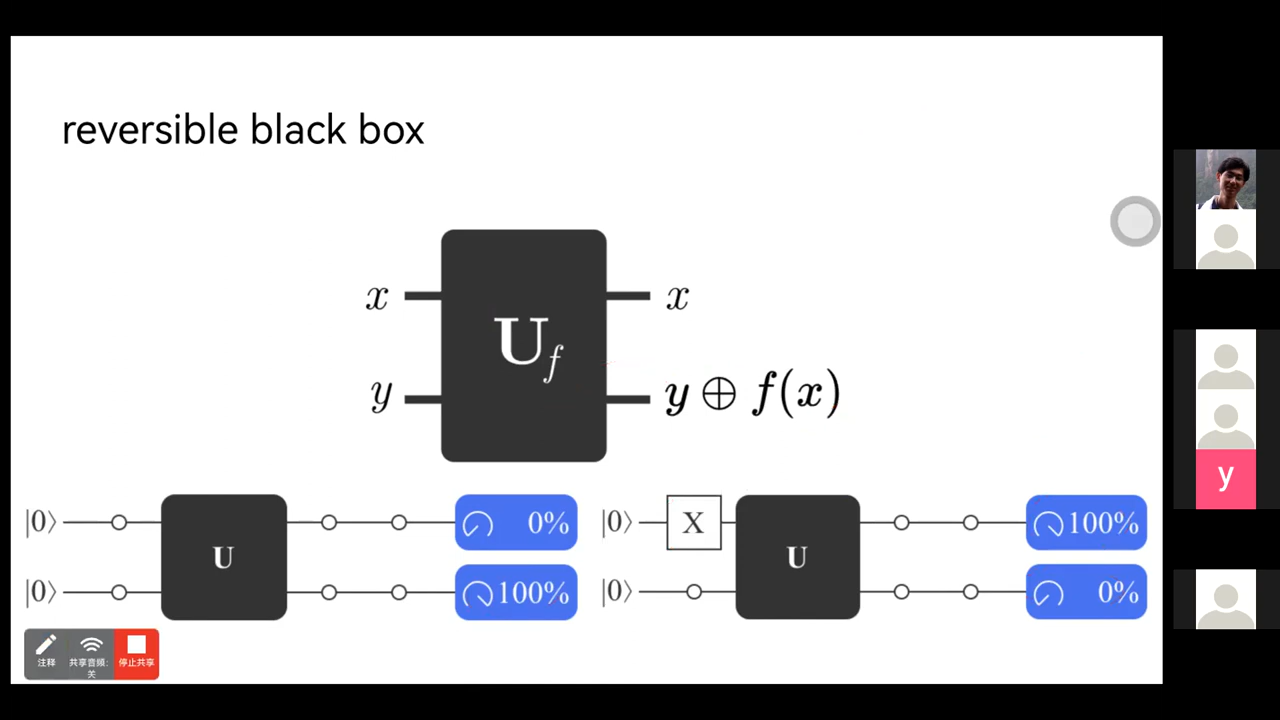 reversible black box
x U_f x
y y ⊕ f(x)
|0⟩ U 0% |0⟩ X U 100%
|0⟩ 100% |0⟩ 0%
注释 共享音频: 关 停止共享
y